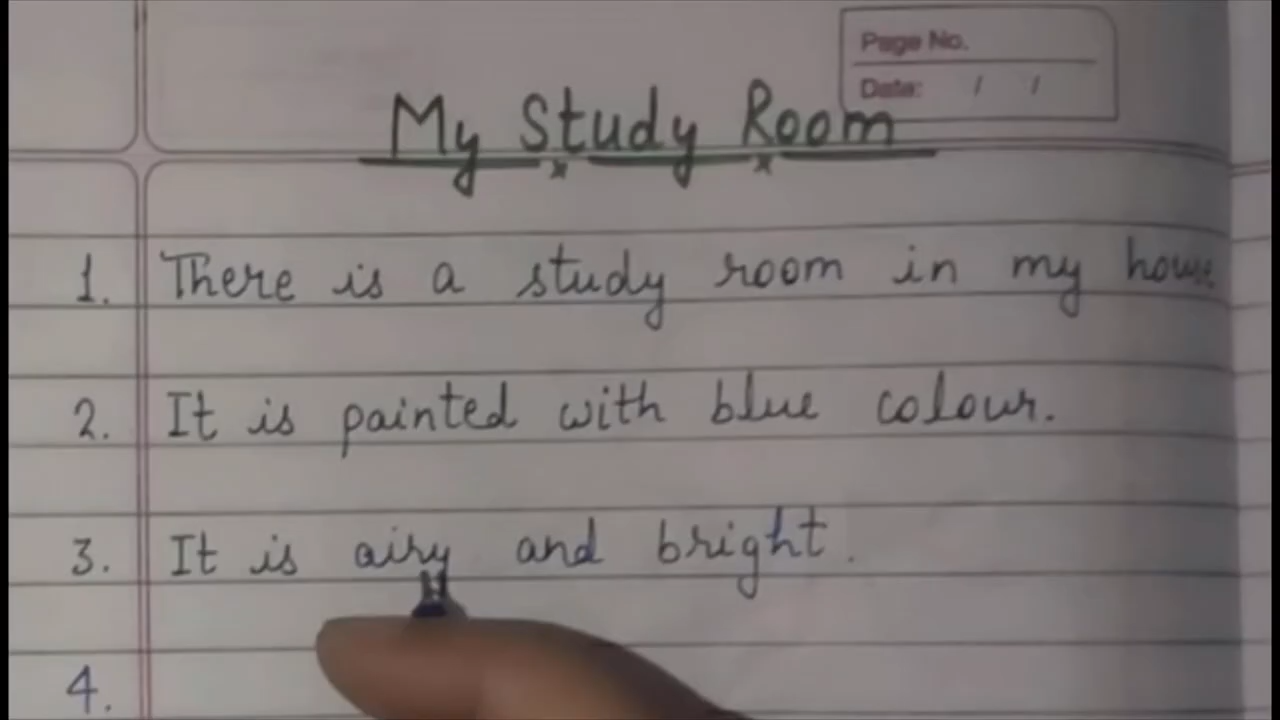 Page No.
Date: / /
My Study Room
1. There is a study room in my house
2. It is painted with blue colour.
3. It is airy and bright.
4.